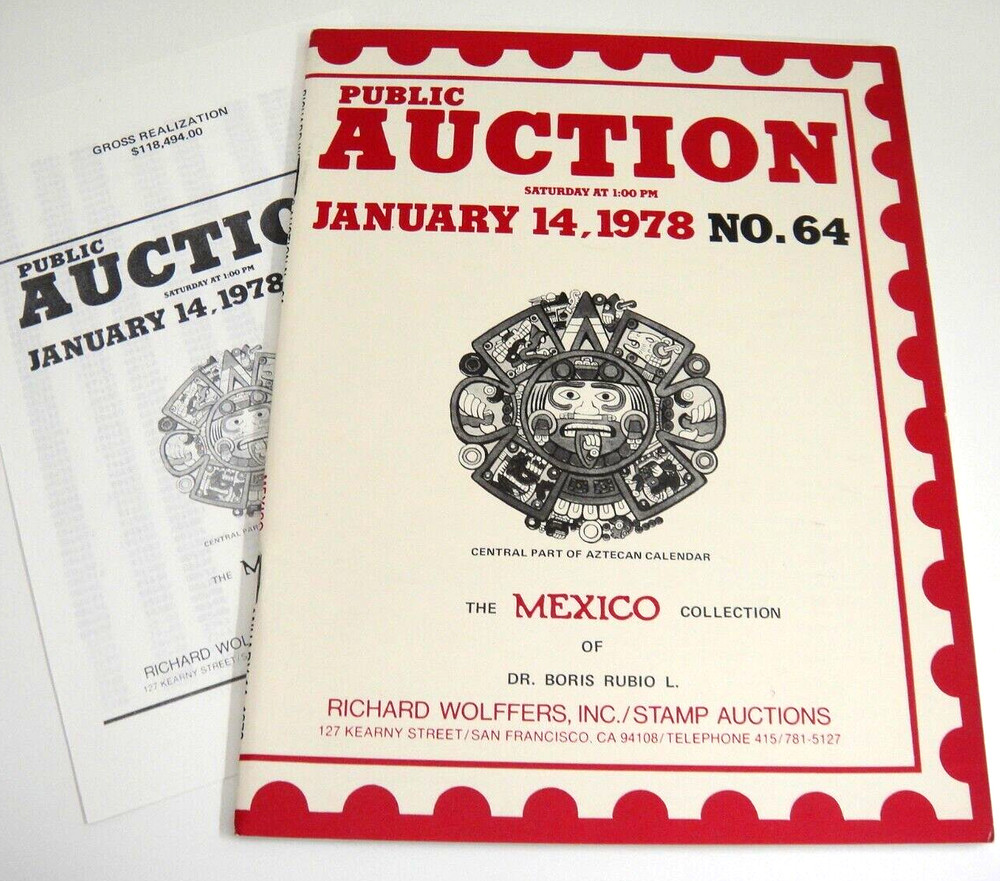 GROSS REALIZATION
$118,494.00
PUBLIC
AUCTIO
SATURDAY AT 1:00 PM
JANUARY 14, 1978
CENTRAL PAR
THE M
RICHARD WOL
127 KEARNY STREET/
PUBLIC
AUCTION
SATURDAY AT 1:00 PM
JANUARY 14, 1978 NO. 64
CENTRAL PART OF AZTECAN CALENDAR
THE MEXICO COLLECTION
OF
DR. BORIS RUBIO L.
RICHARD WOLFFERS, INC./STAMP AUCTIONS
127 KEARNY STREET/SAN FRANCISCO, CA 94108/TELEPHONE 415/781-5127